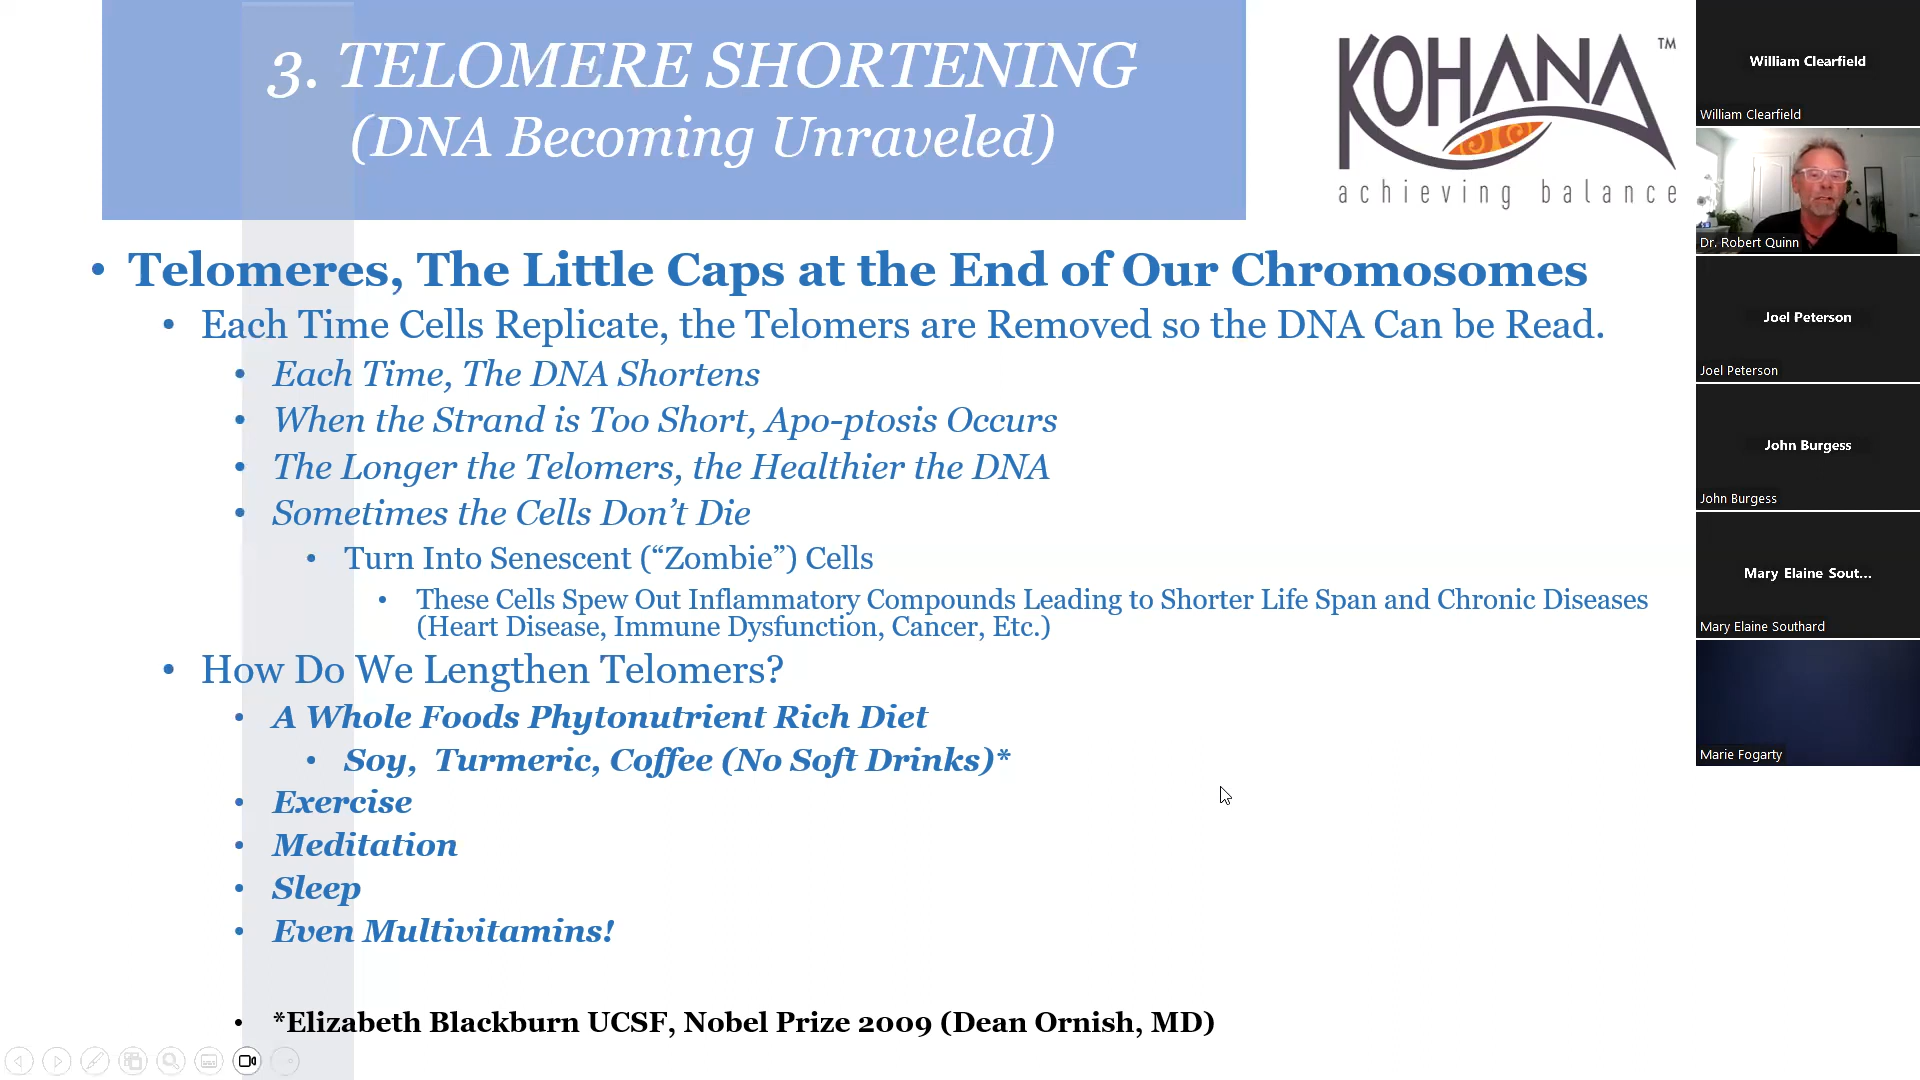 3. TELOMERE SHORTENING
(DNA Becoming Unraveled)
KOHANA ™
achieving balance
• Telomeres, The Little Caps at the End of Our Chromosomes
• Each Time Cells Replicate, the Telomers are Removed so the DNA Can be Read.
• Each Time, The DNA Shortens
• When the Strand is Too Short, Apo-ptosis Occurs
• The Longer the Telomers, the Healthier the DNA
• Sometimes the Cells Don’t Die
• Turn Into Senescent (“Zombie”) Cells
• These Cells Spew Out Inflammatory Compounds Leading to Shorter Life Span and Chronic Diseases
(Heart Disease, Immune Dysfunction, Cancer, Etc.)
• How Do We Lengthen Telomers?
• A Whole Foods Phytonutrient Rich Diet
• Soy, Turmeric, Coffee (No Soft Drinks)*
• Exercise
• Meditation
• Sleep
• Even Multivitamins!
• *Elizabeth Blackburn UCSF, Nobel Prize 2009 (Dean Ornish, MD)
William Clearfield
William Clearfield
Dr. Robert Quinn
Joel Peterson
Joel Peterson
John Burgess
John Burgess
Mary Elaine Sout...
Mary Elaine Southard
Marie Fogarty